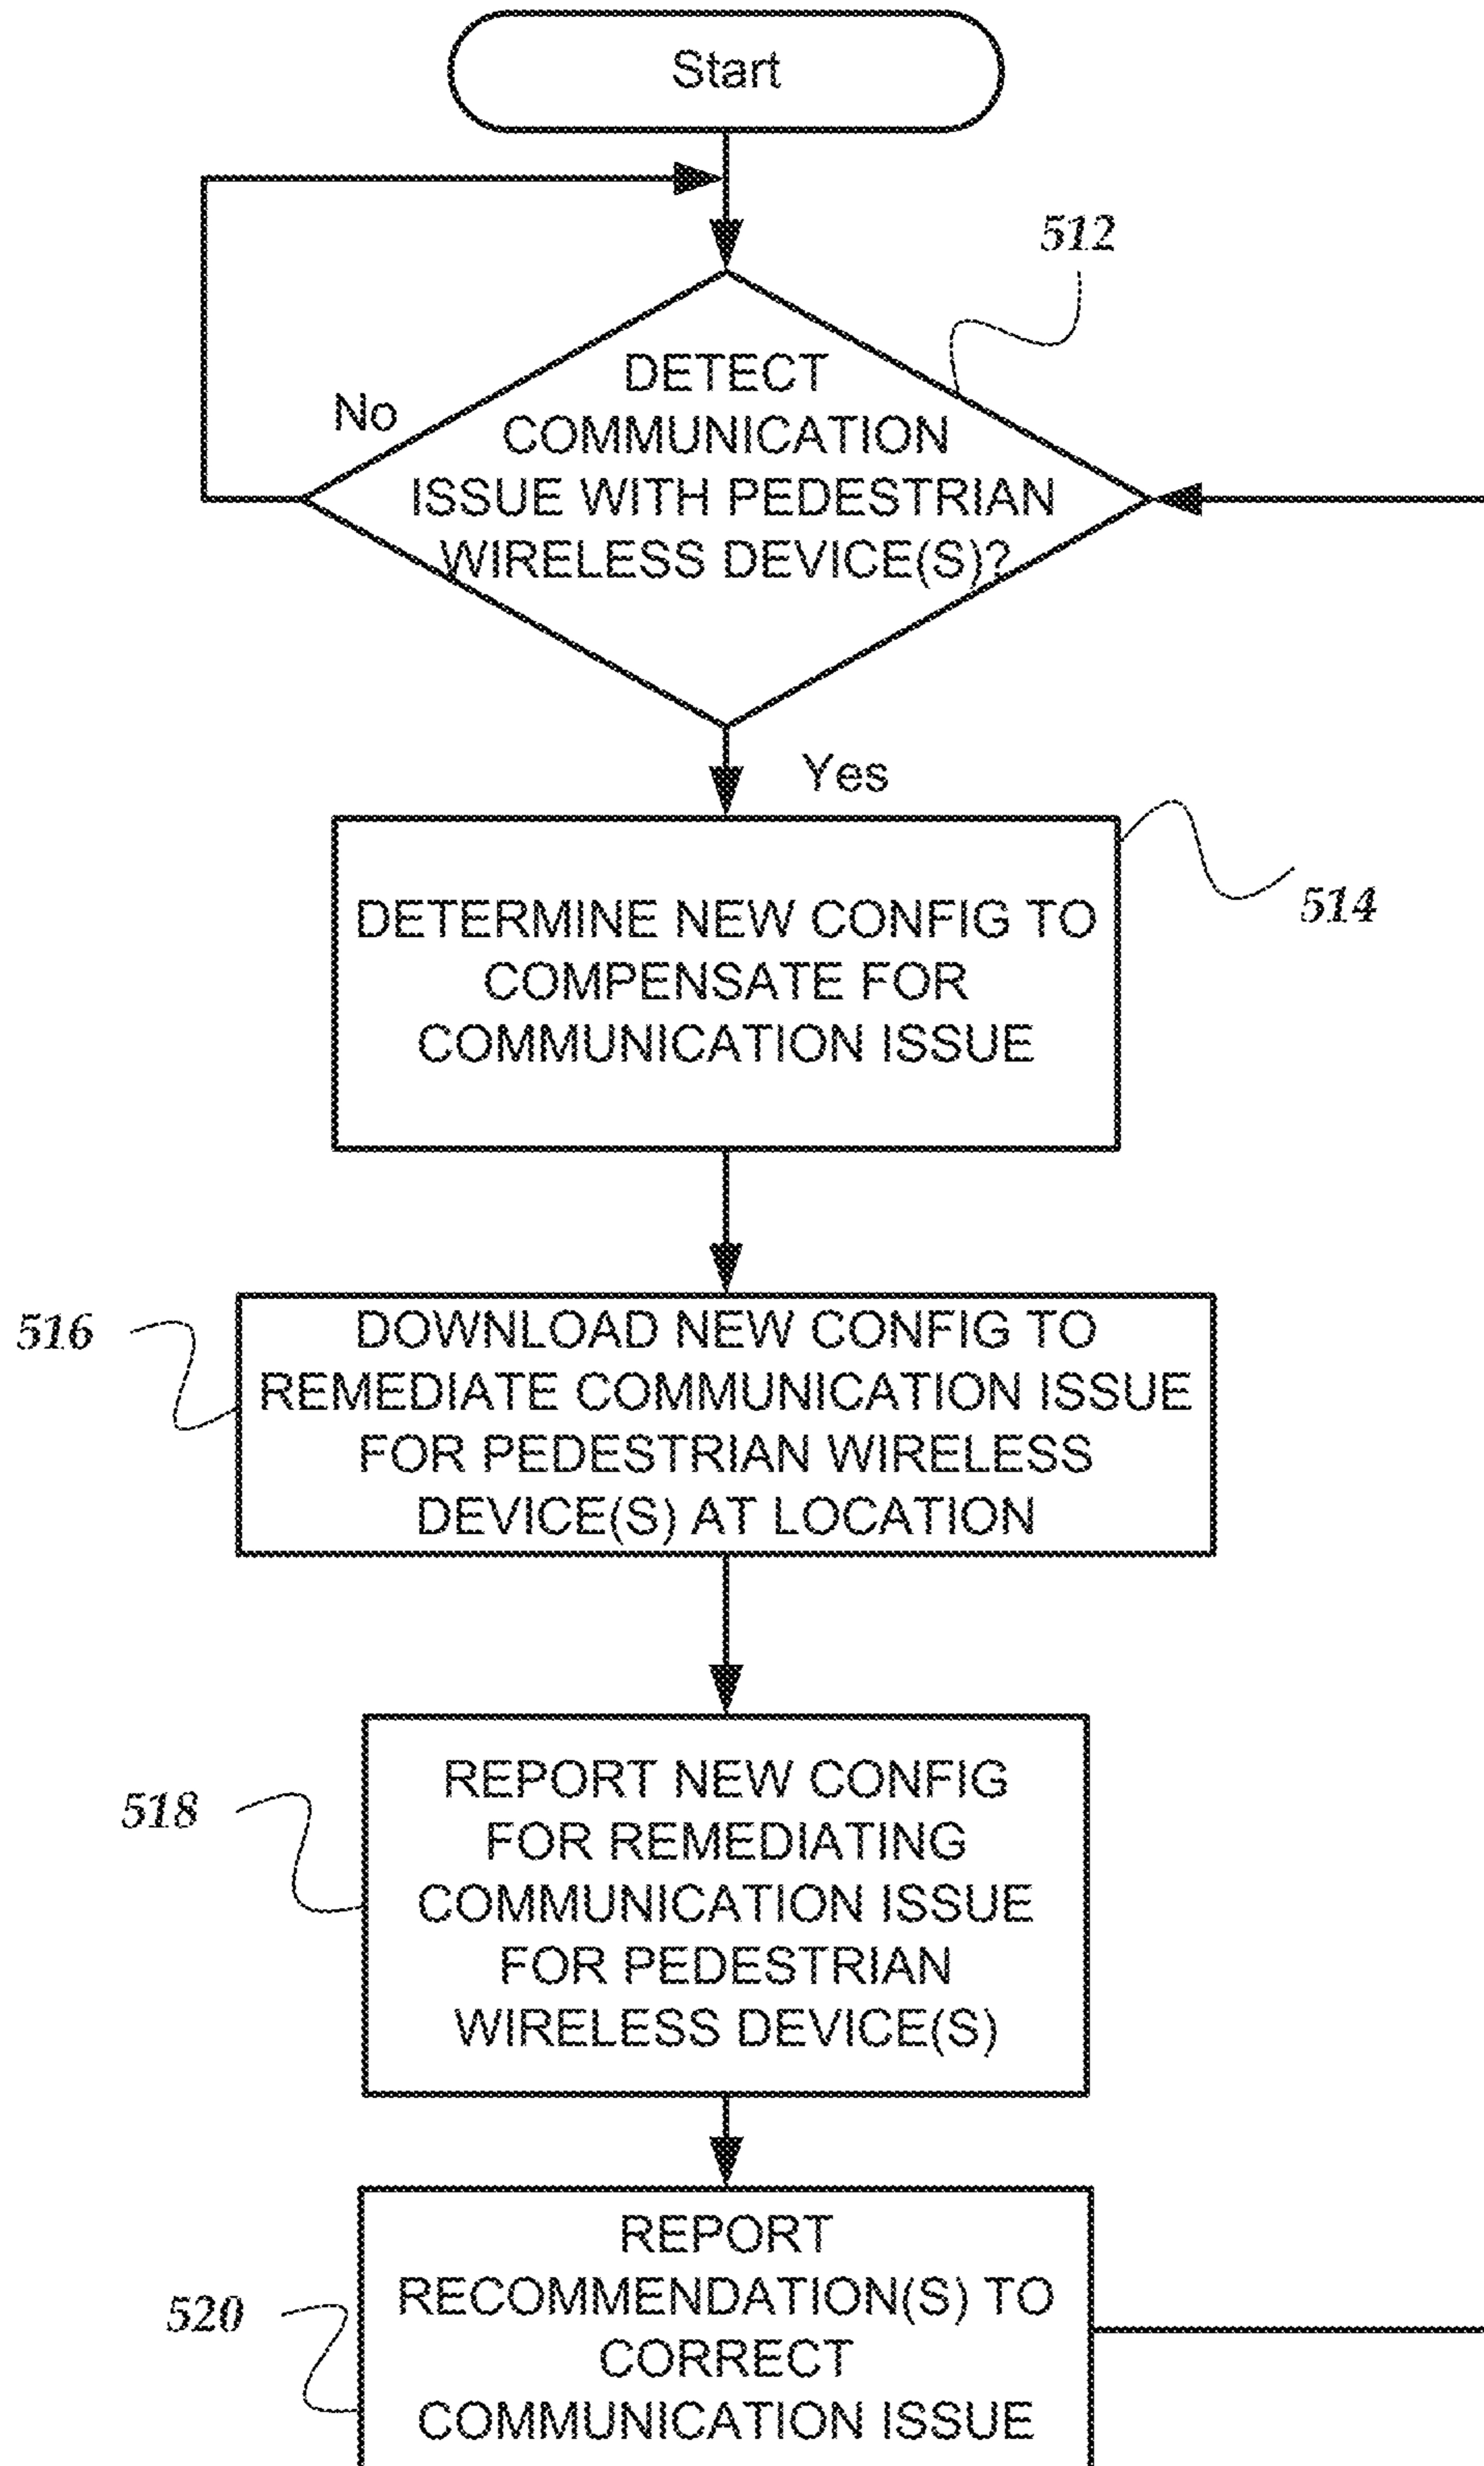 Start
512
DETECT
No
COMMUNICATION
ISSUE WITH PEDESTRIAN
WIRELESS DEVICE(S)?
Yes
514
DETERMINE NEW CONFIG TO
COMPENSATE FOR
COMMUNICATION ISSUE
516
DOWNLOAD NEW CONFIG TO
REMEDIATE COMMUNICATION ISSUE
FOR PEDESTRIAN WIRELESS
DEVICE(S) AT LOCATION
518
REPORT NEW CONFIG
FOR REMEDIATING
COMMUNICATION ISSUE
FOR PEDESTRIAN
WIRELESS DEVICE(S)
520
REPORT
RECOMMENDATION(S) TO
CORRECT
COMMUNICATION ISSUE